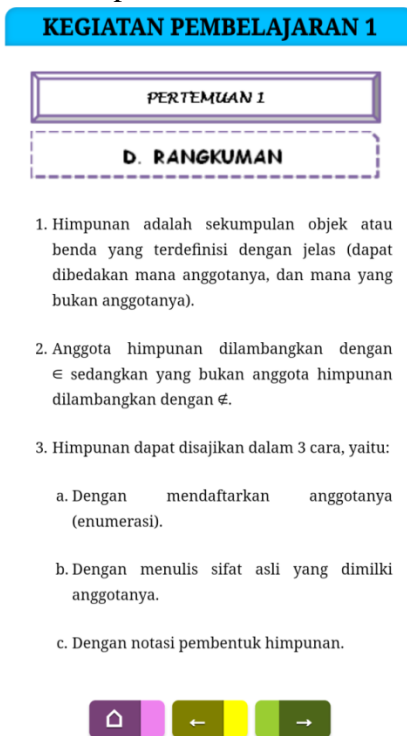 KEGIATAN PEMBELAJARAN 1
PERTEMUAN 1
D. RANGKUMAN
1. Himpunan adalah sekumpulan objek atau
benda yang terdefinisi dengan jelas (dapat
dibedakan mana anggotanya, dan mana yang
bukan anggotanya).
2. Anggota himpunan dilambangkan dengan
∈ sedangkan yang bukan anggota himpunan
dilambangkan dengan ∉.
3. Himpunan dapat disajikan dalam 3 cara, yaitu:
a. Dengan mendaftarkan anggotanya
(enumerasi).
b. Dengan menulis sifat asli yang dimilki
anggotanya.
c. Dengan notasi pembentuk himpunan.